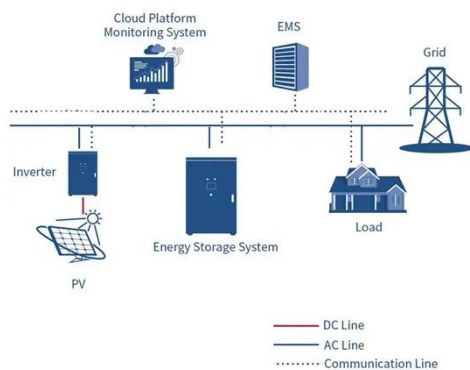 Cloud Platform
Monitoring System
EMS
Grid
Inverter
Energy Storage System
Load
PV
DC Line
AC Line
Communication Line